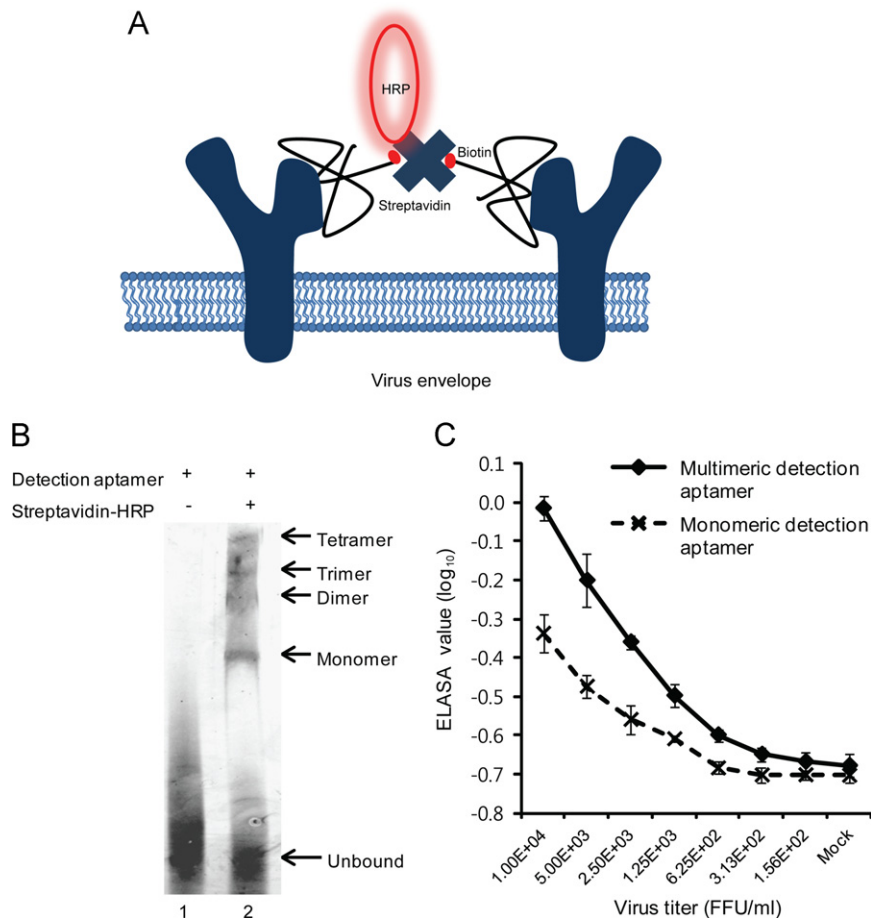 A
HRP
Biotin
Streptavidin
Virus envelope
B
Detection aptamer + +
Streptavidin-HRP - +
Tetramer
Trimer
Dimer
Monomer
Unbound
1 2
C
Multimeric detection
aptamer
Monomeric detection
aptamer
ELASA value (log₁₀)
0.1
0.0
-0.1
-0.2
-0.3
-0.4
-0.5
-0.6
-0.7
-0.8
1.00E+04
5.00E+03
2.50E+03
1.25E+03
6.25E+02
3.13E+02
1.56E+02
Mock
Virus titer (FFU/ml)